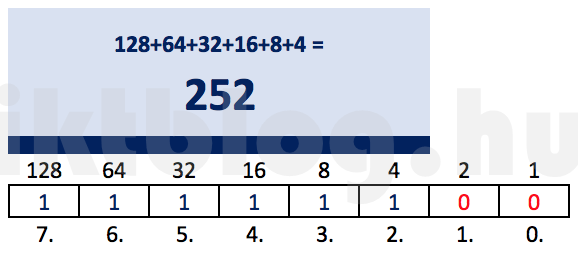 128+64+32+16+8+4 =
252
128 64 32 16 8 4 2 1
1 1 1 1 1 1 0 0
7. 6. 5. 4. 3. 2. 1. 0.
iktblog.hu